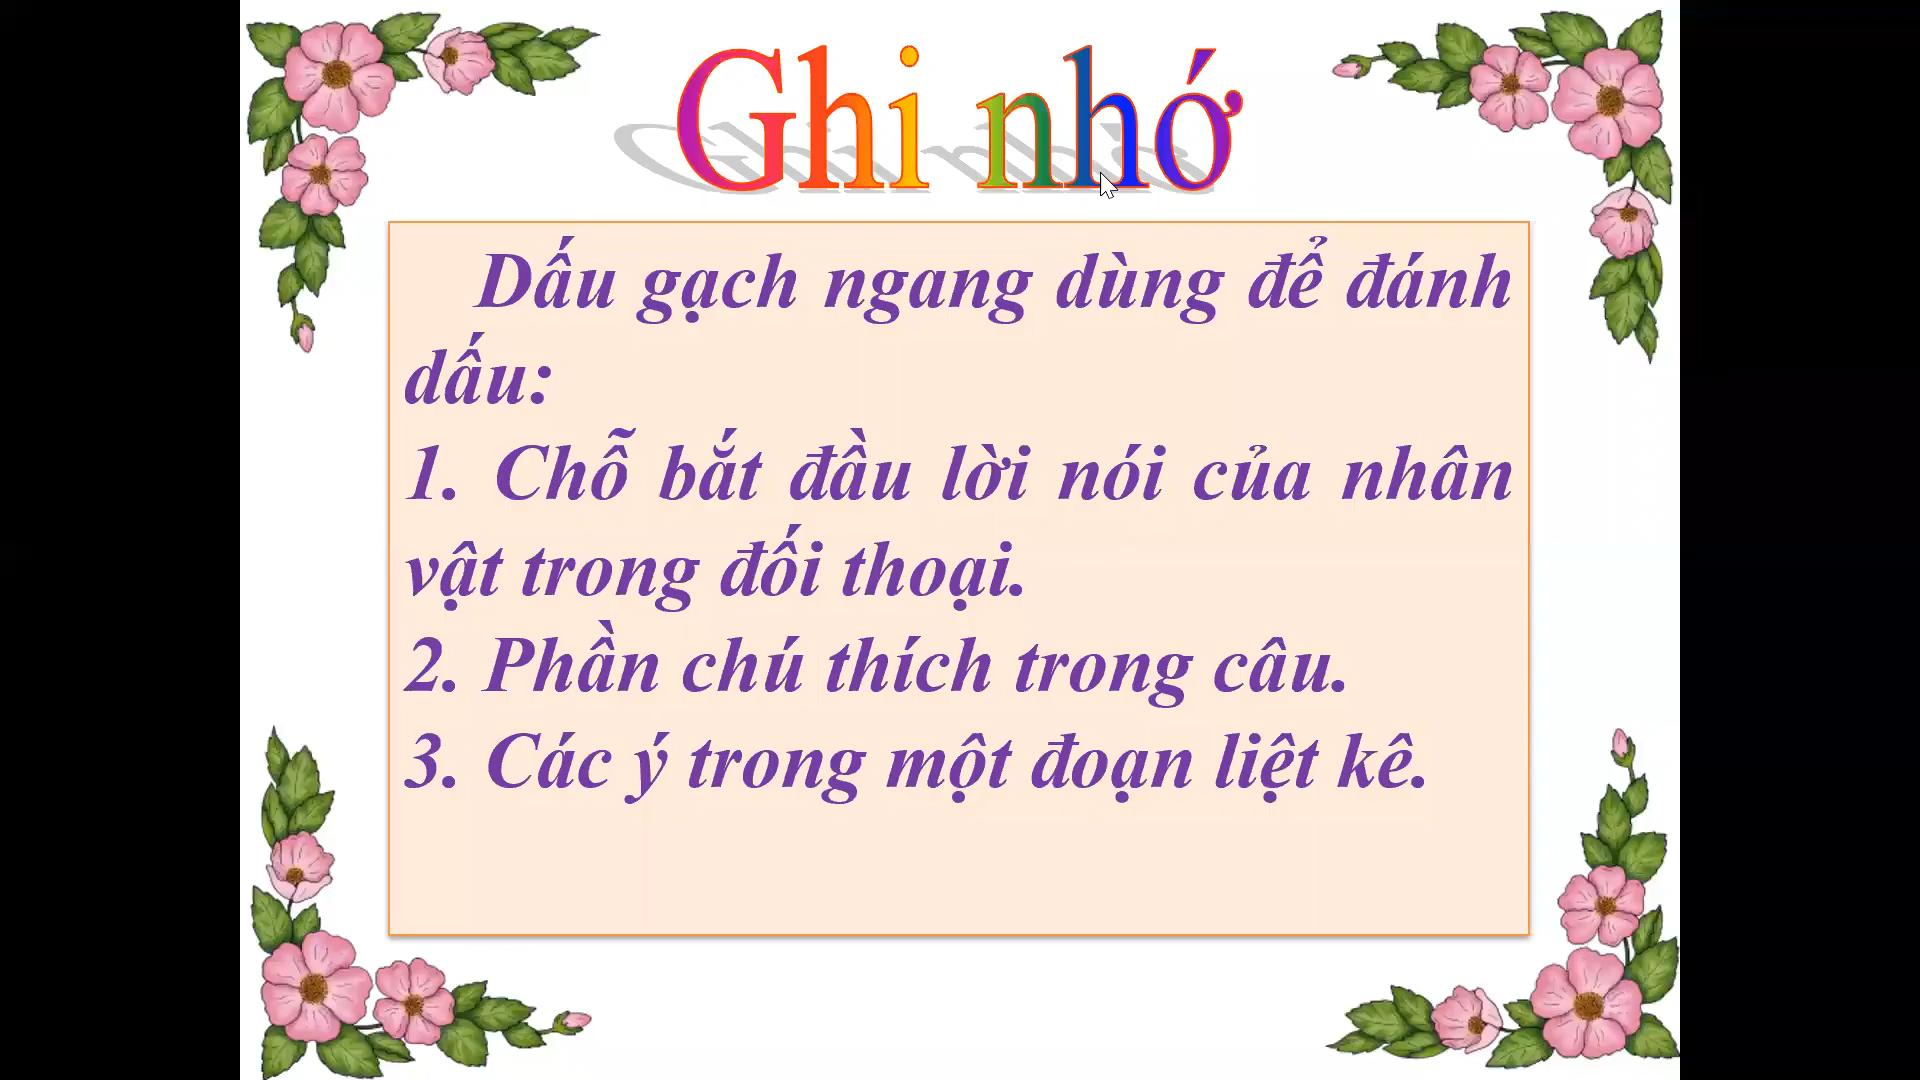 Ghi nhớ
Dấu gạch ngang dùng để đánh
dấu:
1. Chỗ bắt đầu lời nói của nhân
vật trong đối thoại.
2. Phần chú thích trong câu.
3. Các ý trong một đoạn liệt kê.